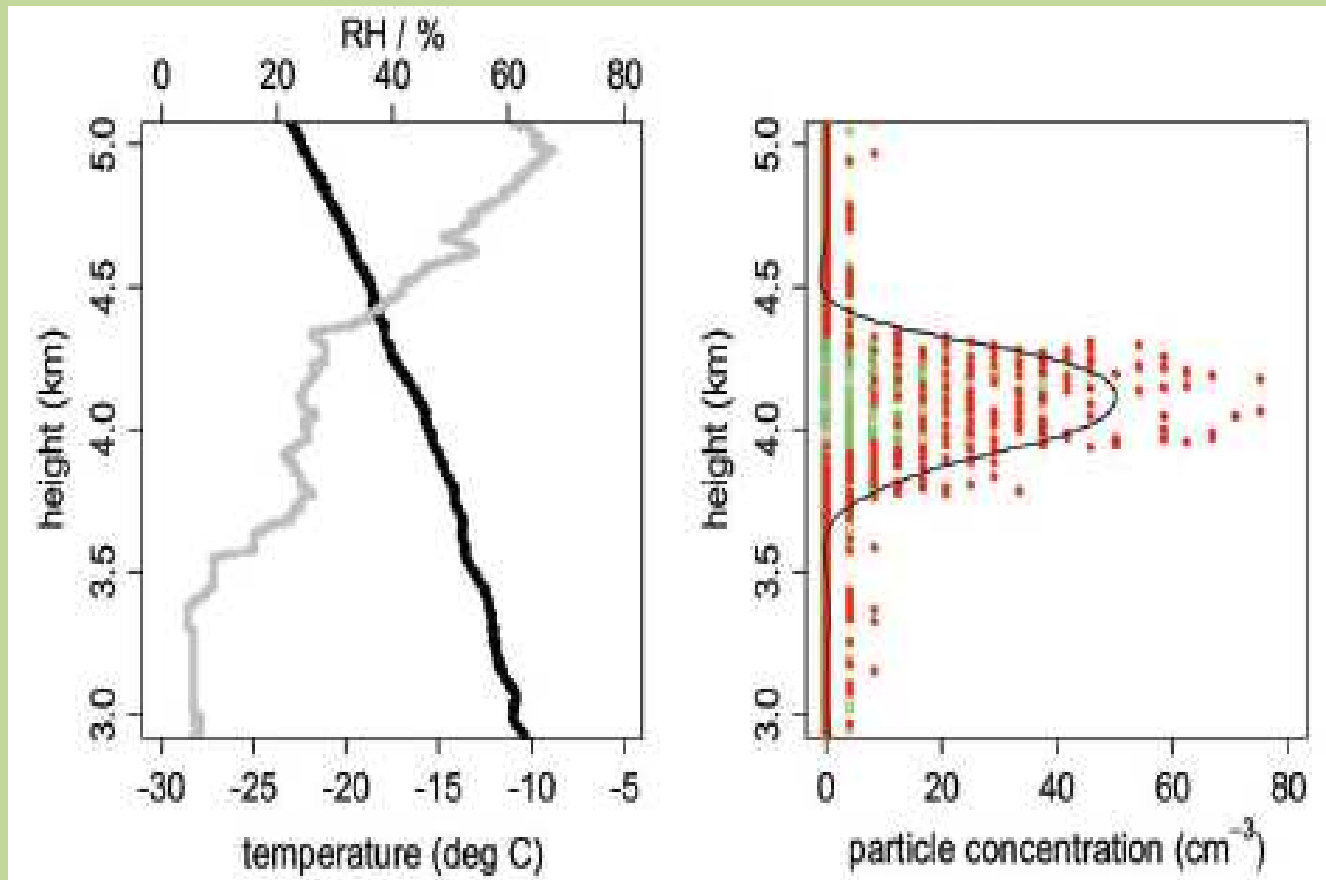 RH / %
0 20 40 60 80
height (km)
5.0
4.5
4.0
3.5
3.0
-30 -25 -20 -15 -10 -5
temperature (deg C)
height (km)
5.0
4.5
4.0
3.5
3.0
0 20 40 60 80
particle concentration (cm⁻³)